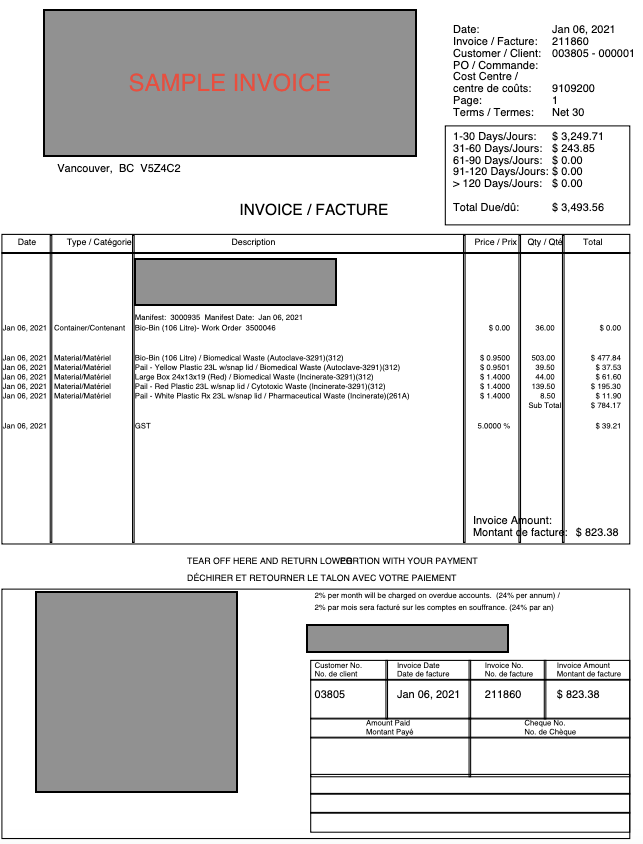 SAMPLE INVOICE
Date: Jan 06, 2021
Invoice / Facture: 211860
Customer / Client: 003805 - 000001
PO / Commande:
Cost Centre /
centre de coûts: 9109200
Page: 1
Terms / Termes: Net 30
1-30 Days/Jours: $ 3,249.71
31-60 Days/Jours: $ 243.85
61-90 Days/Jours: $ 0.00
91-120 Days/Jours: $ 0.00
> 120 Days/Jours: $ 0.00
Total Due/dû: $ 3,493.56
Vancouver, BC V5Z4C2
INVOICE / FACTURE
Date Type / Catégorie Description Price / Prix Qty / Qté Total
Manifest: 3000935 Manifest Date: Jan 06, 2021
Jan 06, 2021 Container/Contenant Bio-Bin (106 Litre)- Work Order 3500046 $ 0.00 36.00 $ 0.00
Jan 06, 2021 Material/Matériel Bio-Bin (106 Litre) / Biomedical Waste (Autoclave-3291)(312) $ 0.9500 503.00 $ 477.84
Jan 06, 2021 Material/Matériel Pail - Yellow Plastic 23L w/snap lid / Biomedical Waste (Autoclave-3291)(312) $ 0.9501 39.50 $ 37.53
Jan 06, 2021 Material/Matériel Large Box 24x13x19 (Red) / Biomedical Waste (Incinerate-3291)(312) $ 1.4000 44.00 $ 61.60
Jan 06, 2021 Material/Matériel Pail - Red Plastic 23L w/snap lid / Cytotoxic Waste (Incinerate-3291)(312) $ 1.4000 139.50 $ 195.30
Jan 06, 2021 Material/Matériel Pail - White Plastic Rx 23L w/snap lid / Pharmaceutical Waste (Incinerate)(261A) $ 1.4000 8.50 $ 11.90
Sub Total $ 784.17
Jan 06, 2021 GST 5.0000 % $ 39.21
Invoice Amount:
Montant de facture: $ 823.38
TEAR OFF HERE AND RETURN LOWER PORTION WITH YOUR PAYMENT
DÉCHIRER ET RETOURNER LE TALON AVEC VOTRE PAIEMENT
2% per month will be charged on overdue accounts. (24% per annum) /
2% par mois sera facturé sur les comptes en souffrance. (24% par an)
Customer No. Invoice Date Invoice No. Invoice Amount
No. de client Date de facture No. de facture Montant de facture
03805 Jan 06, 2021 211860 $ 823.38
Amount Paid Cheque No.
Montant Payé No. de Chèque